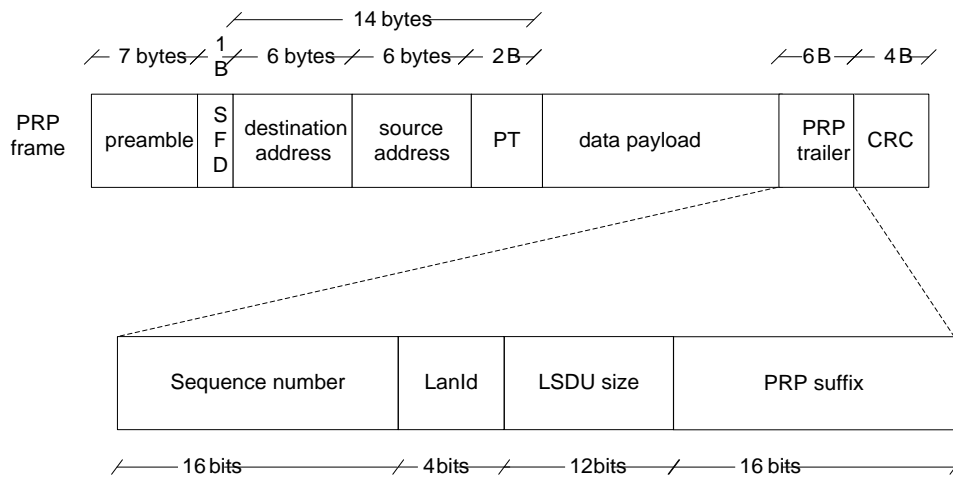 14 bytes
7 bytes
1
B
6 bytes
6 bytes
2 B
6 B
4 B
PRP
frame
preamble
S
F
D
destination
address
source
address
PT
data payload
PRP
trailer
CRC
Sequence number
LanId
LSDU size
PRP suffix
16 bits
4 bits
12 bits
16 bits